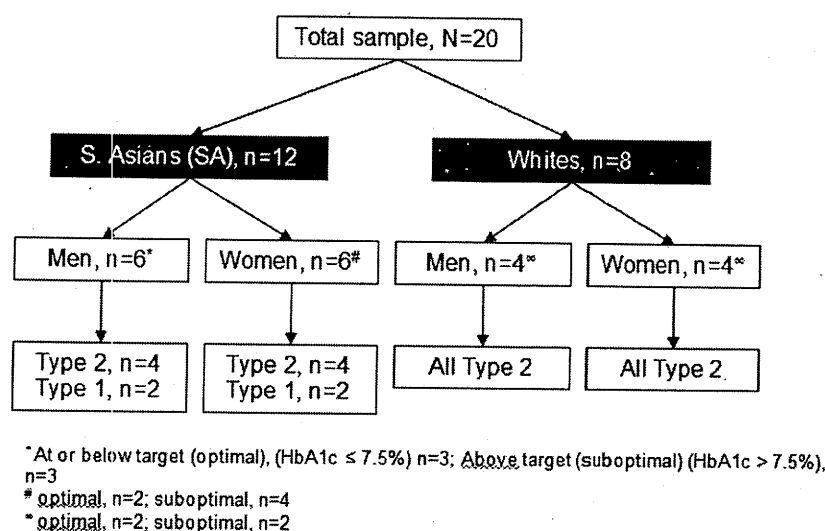 Total sample, N=20
S. Asians (SA), n=12
Whites, n=8
Men, n=6*
Women, n=6#
Men, n=4∞
Women, n=4∞
Type 2, n=4
Type 1, n=2
Type 2, n=4
Type 1, n=2
All Type 2
All Type 2
*At or below target (optimal), (HbA1c ≤ 7.5%) n=3; Above target (suboptimal) (HbA1c > 7.5%),
n=3
# optimal, n=2; suboptimal, n=4
∞ optimal, n=2; suboptimal, n=2